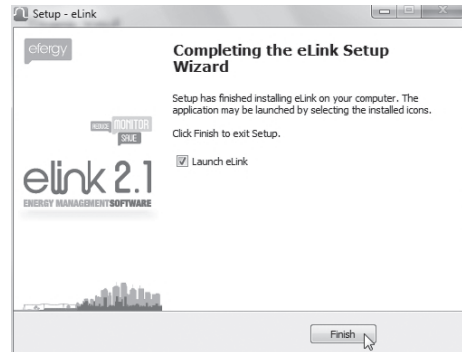 Setup - eLink
efergy
Completing the eLink Setup
Wizard
Setup has finished installing eLink on your computer. The
application may be launched by selecting the installed icons.
Click Finish to exit Setup.
Launch eLink
REDUCE MONITOR
SAVE
elink 2.1
ENERGY MANAGEMENTSOFTWARE
Finish